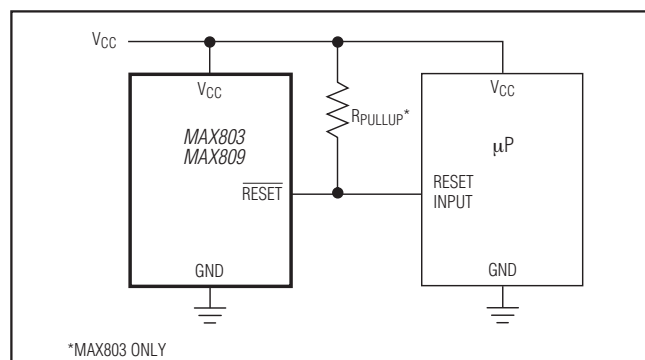 VCC
VCC
MAX803
MAX809
RESET
GND
RPULLUP*
VCC
µP
RESET
INPUT
GND
*MAX803 ONLY